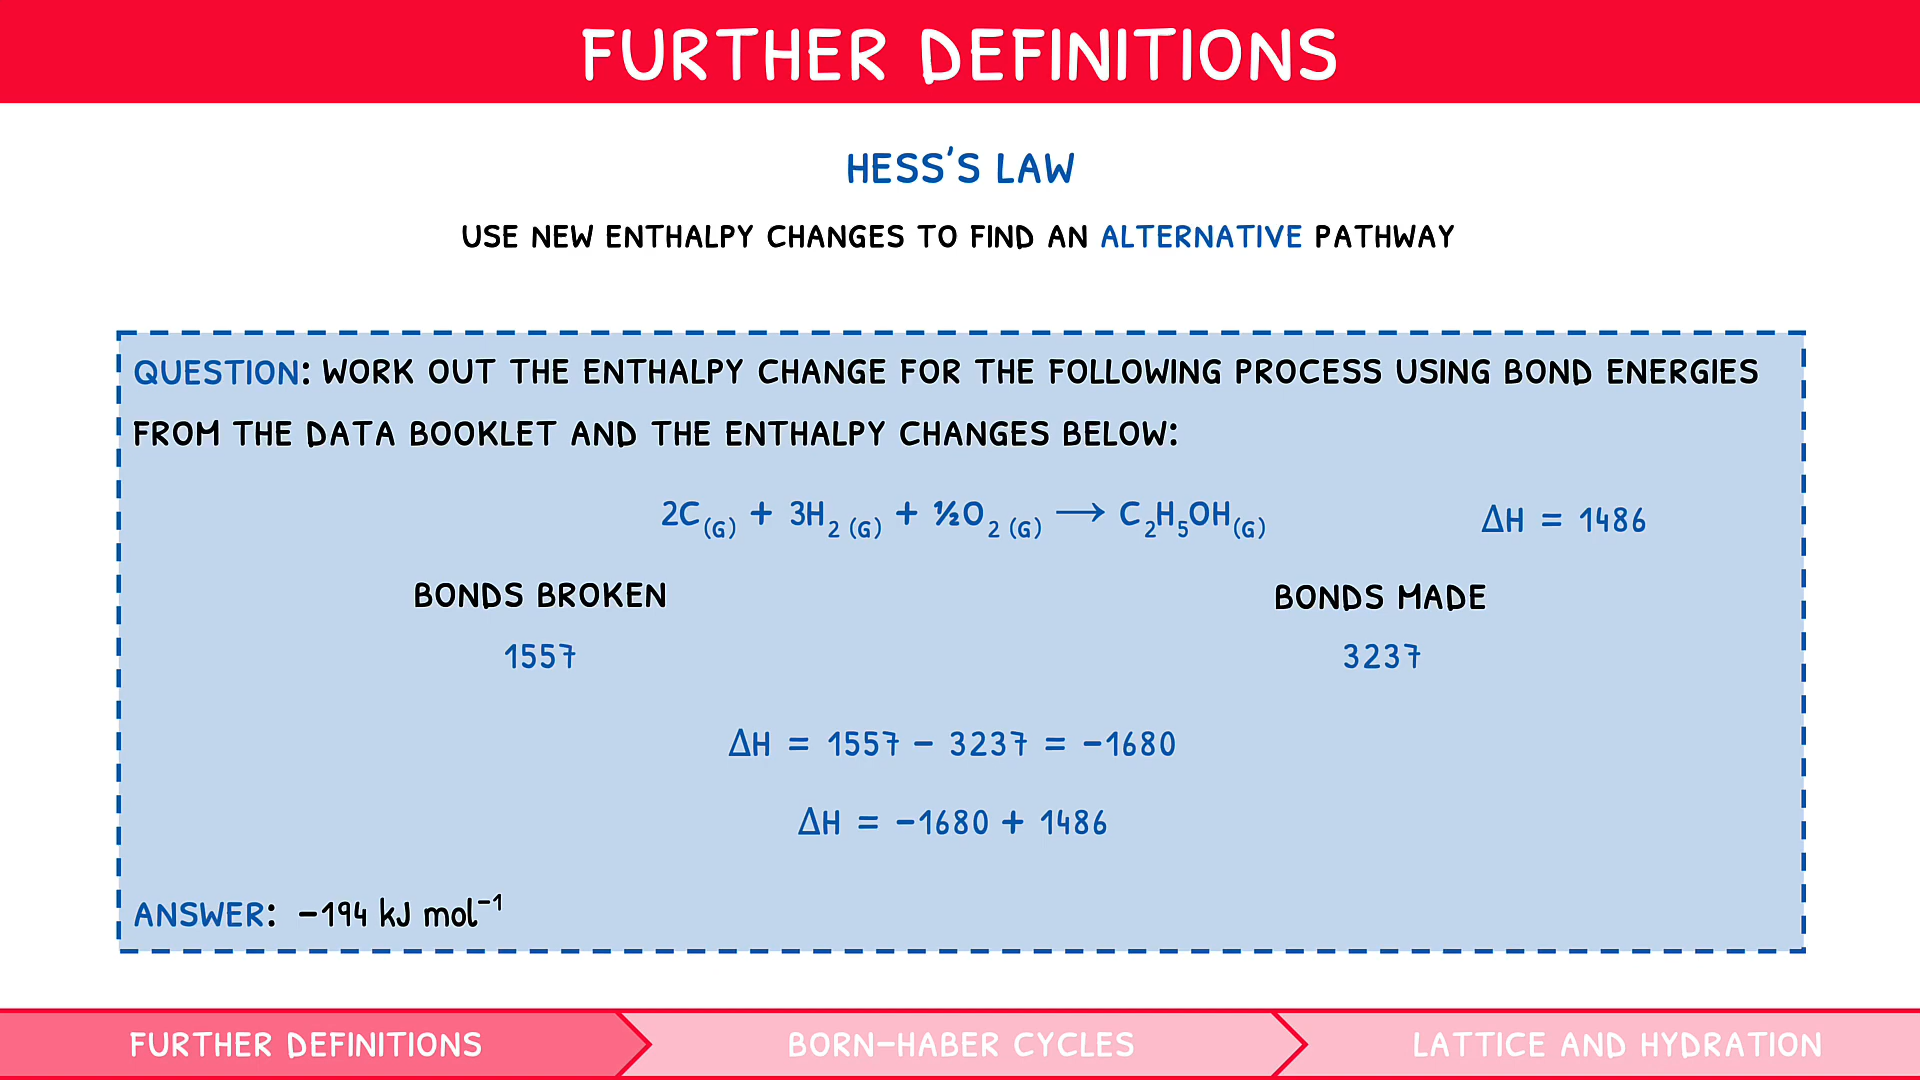 FURTHER DEFINITIONS
HESS'S LAW
USE NEW ENTHALPY CHANGES TO FIND AN ALTERNATIVE PATHWAY
QUESTION: WORK OUT THE ENTHALPY CHANGE FOR THE FOLLOWING PROCESS USING BOND ENERGIES
FROM THE DATA BOOKLET AND THE ENTHALPY CHANGES BELOW:
2C(G) + 3H2 (G) + ½O2 (G) → C2H5OH(G) ΔH = 1486
BONDS BROKEN BONDS MADE
1557 3237
ΔH = 1557 − 3237 = −1680
ΔH = −1680 + 1486
ANSWER: −194 kJ mol⁻¹
FURTHER DEFINITIONS BORN-HABER CYCLES LATTICE AND HYDRATION